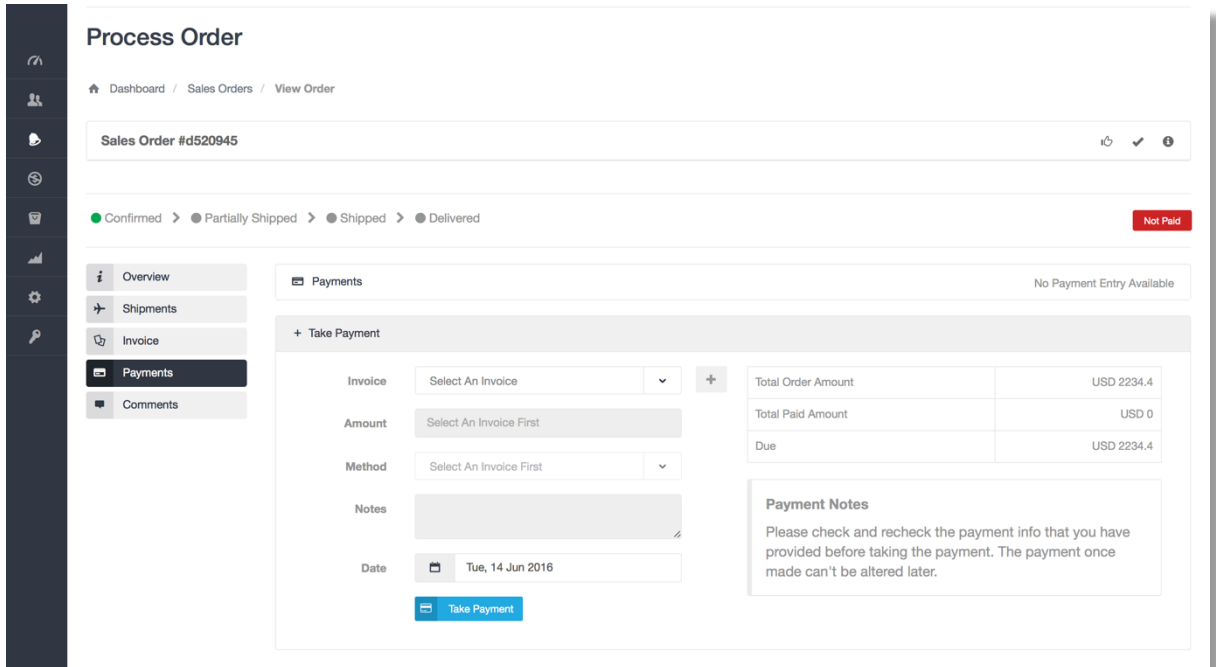 Process Order
Dashboard / Sales Orders / View Order
Sales Order #d520945
Confirmed Partially Shipped Shipped Delivered
Not Paid
Overview
Shipments
Invoice
Payments
Comments
Payments
No Payment Entry Available
+ Take Payment
Invoice Select An Invoice
Amount Select An Invoice First
Method Select An Invoice First
Notes
Date Tue, 14 Jun 2016
Take Payment
Total Order Amount USD 2234.4
Total Paid Amount USD 0
Due USD 2234.4
Payment Notes
Please check and recheck the payment info that you have
provided before taking the payment. The payment once
made can't be altered later.